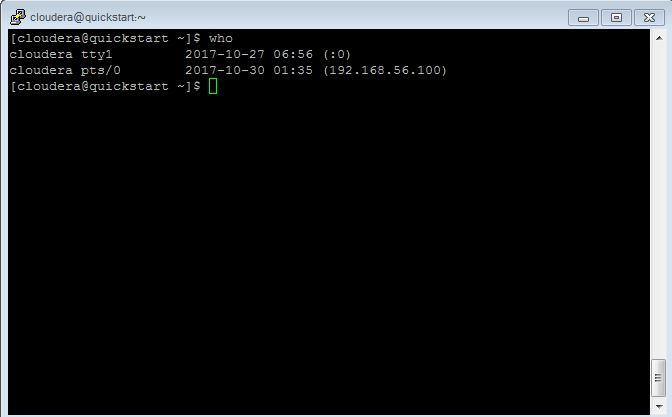 cloudera@quickstart:~
[cloudera@quickstart ~]$ who
cloudera tty1         2017-10-27 06:56 (:0)
cloudera pts/0        2017-10-30 01:35 (192.168.56.100)
[cloudera@quickstart ~]$